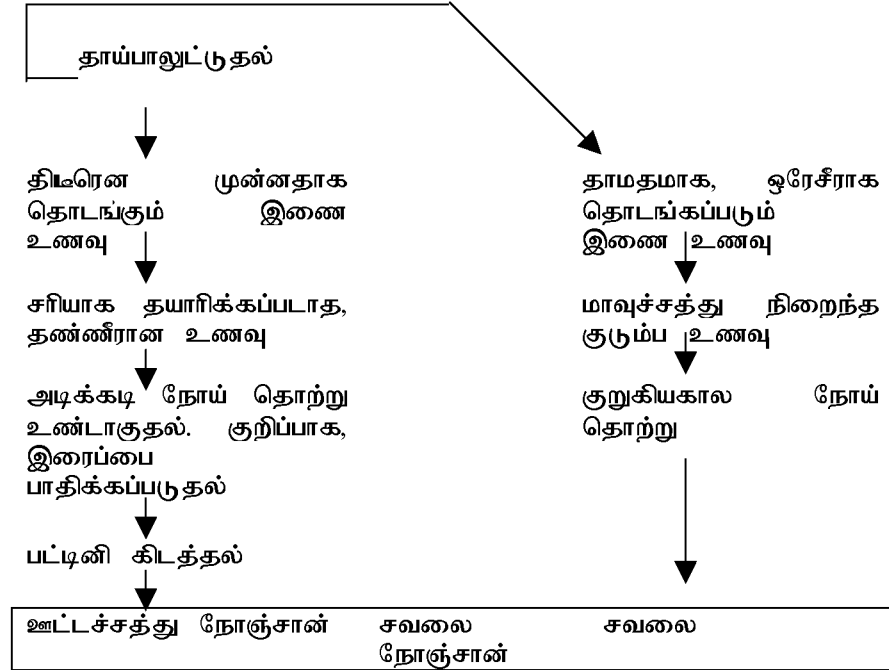 தாய்பாலுட்டுதல்
திடீரென முன்னதாக
தொடங்கும் இணை
உணவு
சரியாக தயாரிக்கப்படாத,
தண்ணீரான உணவு
அடிக்கடி நோய் தொற்று
உண்டாகுதல். குறிப்பாக,
இரைப்பை
பாதிக்கப்படுதல்
பட்டினி கிடத்தல்
தாமதமாக, ஒரேசீராக
தொடங்கப்படும்
இணை உணவு
மாவுச்சத்து நிறைந்த
குடும்ப உணவு
குறுகியகால நோய்
தொற்று
ஊட்டச்சத்து நோஞ்சான் சவலை சவலை
நோஞ்சான்